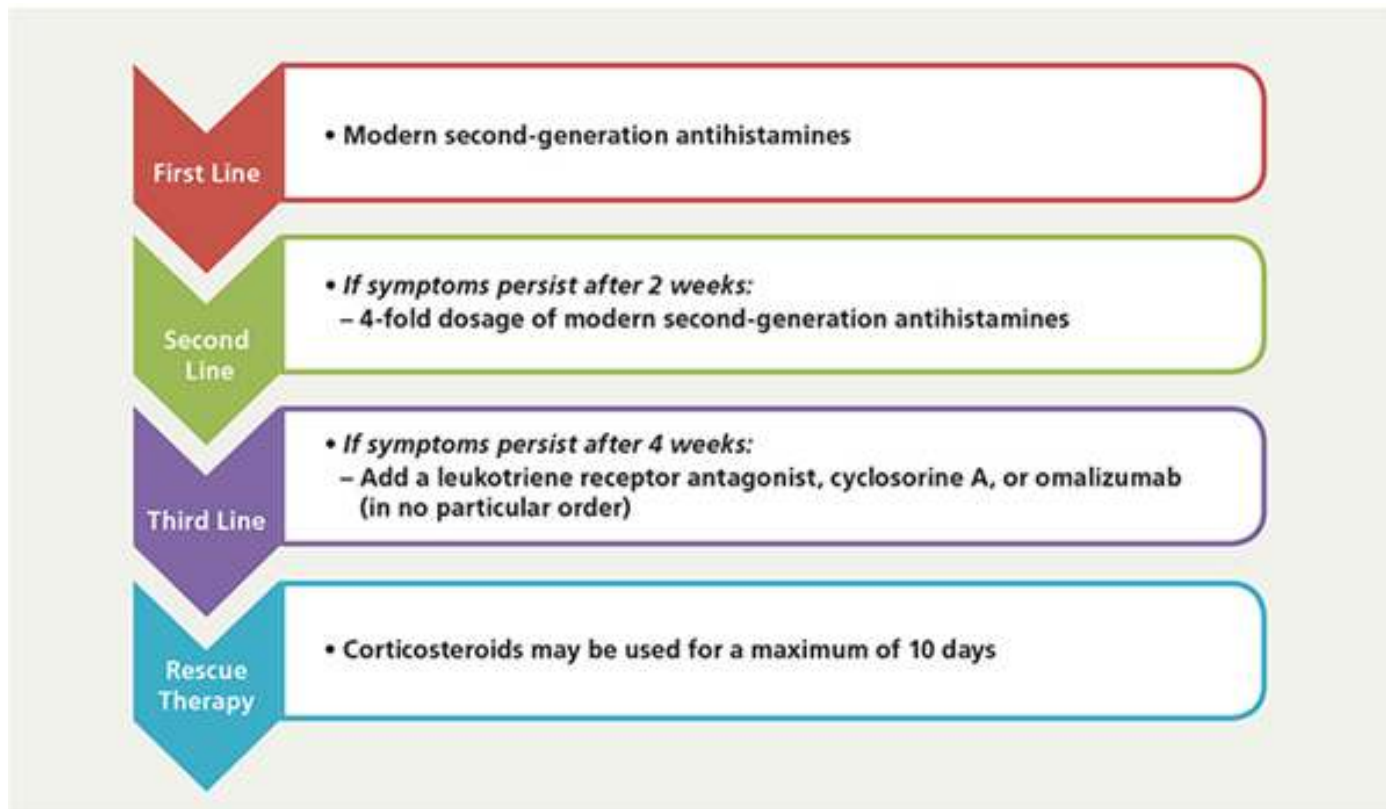 First Line
• Modern second-generation antihistamines
Second
Line
• If symptoms persist after 2 weeks:
– 4-fold dosage of modern second-generation antihistamines
Third Line
• If symptoms persist after 4 weeks:
– Add a leukotriene receptor antagonist, cyclosorine A, or omalizumab
(in no particular order)
Rescue
Therapy
• Corticosteroids may be used for a maximum of 10 days